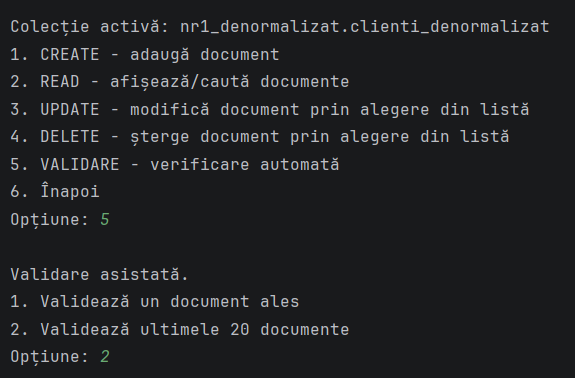 Colecție activă: nr1_denormalizat.clienti_denormalizat
1. CREATE - adaugă document
2. READ - afișează/caută documente
3. UPDATE - modifică document prin alegere din listă
4. DELETE - șterge document prin alegere din listă
5. VALIDARE - verificare automată
6. Înapoi
Opțiune: 5

Validare asistată.
1. Validează un document ales
2. Validează ultimele 20 documente
Opțiune: 2